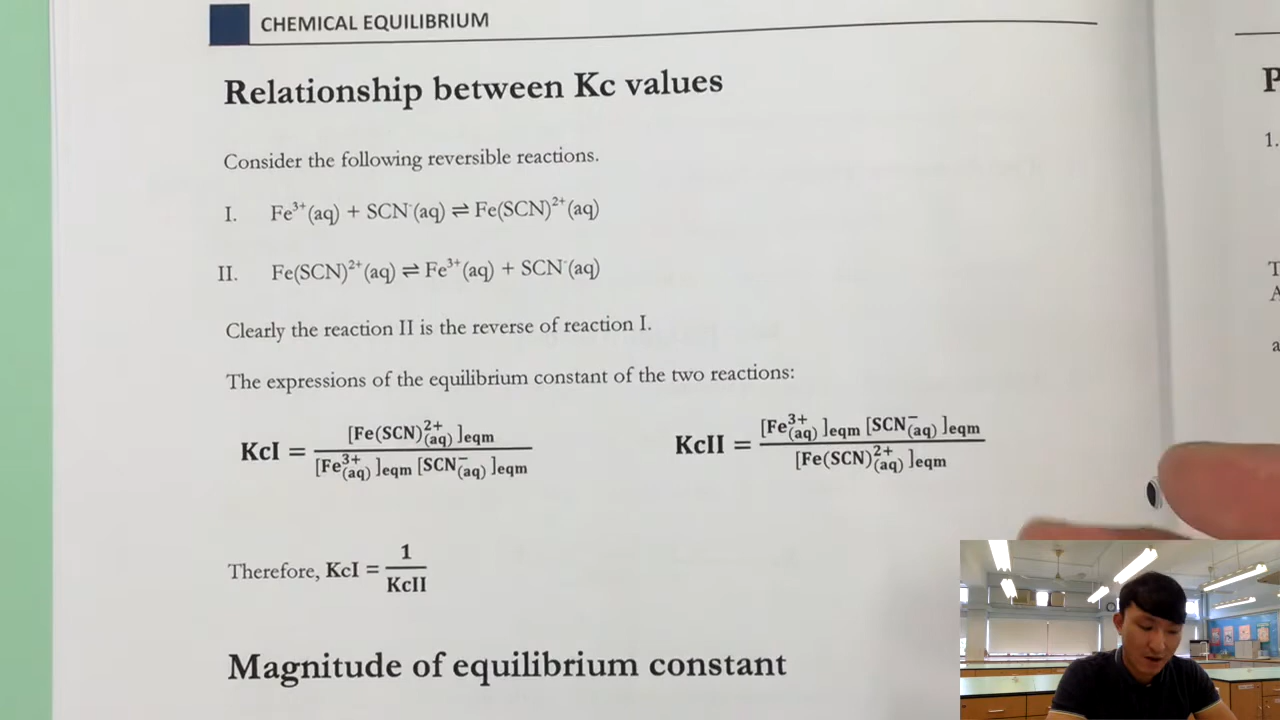 CHEMICAL EQUILIBRIUM
Relationship between Kc values
Consider the following reversible reactions.
I. Fe³⁺(aq) + SCN⁻(aq) ⇌ Fe(SCN)²⁺(aq)
II. Fe(SCN)²⁺(aq) ⇌ Fe³⁺(aq) + SCN⁻(aq)
Clearly the reaction II is the reverse of reaction I.
The expressions of the equilibrium constant of the two reactions:
KcI = [Fe(SCN)²⁺(aq)]eqm / [Fe³⁺(aq)]eqm [SCN⁻(aq)]eqm
KcII = [Fe³⁺(aq)]eqm [SCN⁻(aq)]eqm / [Fe(SCN)²⁺(aq)]eqm
Therefore, KcI = 1 / KcII
Magnitude of equilibrium constant
1.